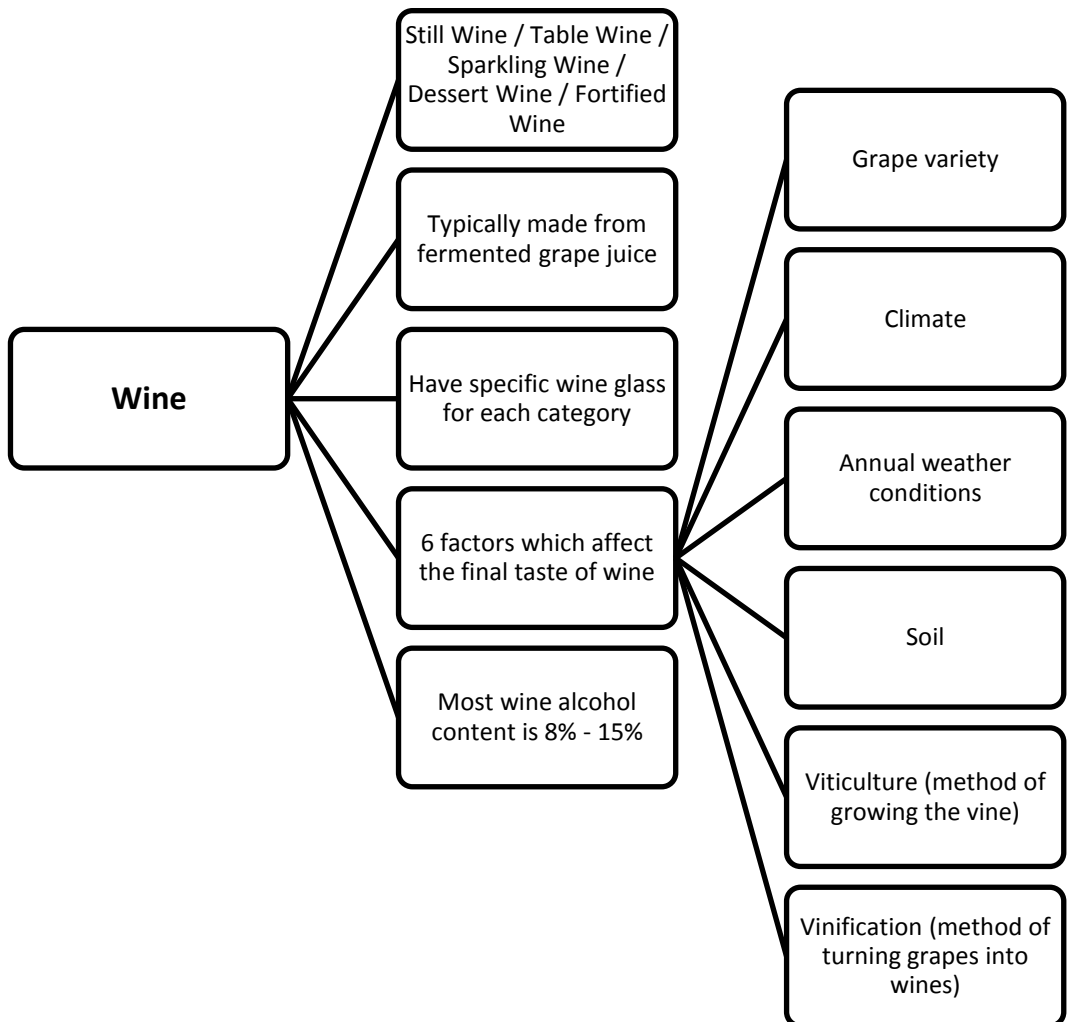 Wine
Still Wine / Table Wine /
Sparkling Wine /
Dessert Wine / Fortified
Wine
Typically made from
fermented grape juice
Have specific wine glass
for each category
6 factors which affect
the final taste of wine
Most wine alcohol
content is 8% - 15%
Grape variety
Climate
Annual weather
conditions
Soil
Viticulture (method of
growing the vine)
Vinification (method of
turning grapes into
wines)